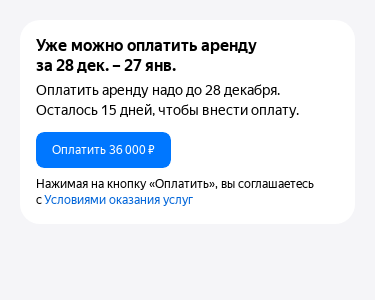 Уже можно оплатить аренду
за 28 дек. – 27 янв.
Оплатить аренду надо до 28 декабря.
Осталось 15 дней, чтобы внести оплату.
Оплатить 36 000 ₽
Нажимая на кнопку «Оплатить», вы соглашаетесь
с Условиями оказания услуг